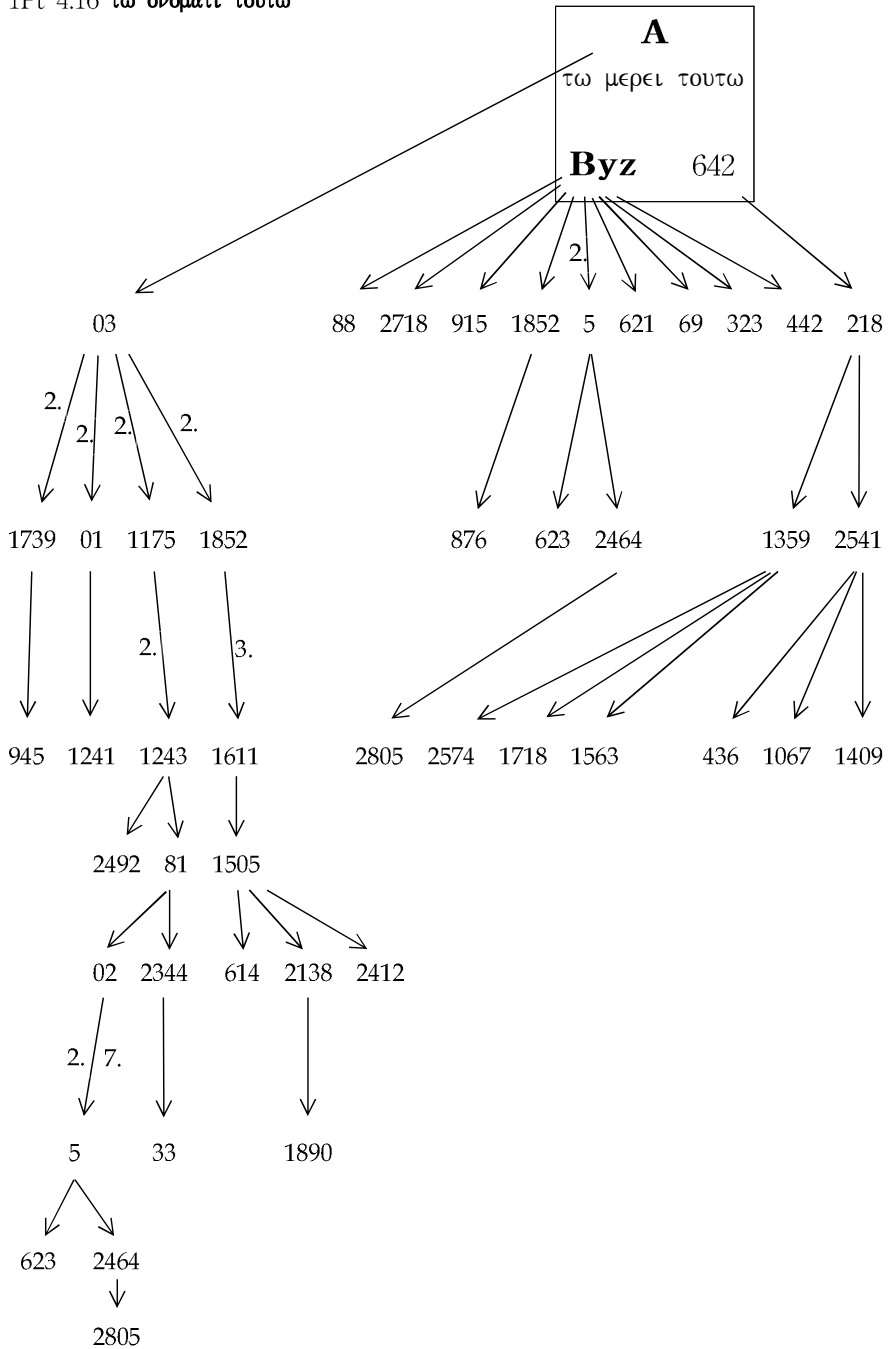 1Pt 4.16 τω ονοματι τουτω
A
τω μερει τουτω
Byz 642
2.
03 88 2718 915 1852 5 621 69 323 442 218
2. 2. 2. 2.
1739 01 1175 1852 876 623 2464 1359 2541
2. 3.
945 1241 1243 1611 2805 2574 1718 1563 436 1067 1409
2492 81 1505
02 2344 614 2138 2412
2. 7.
5 33 1890
623 2464
2805